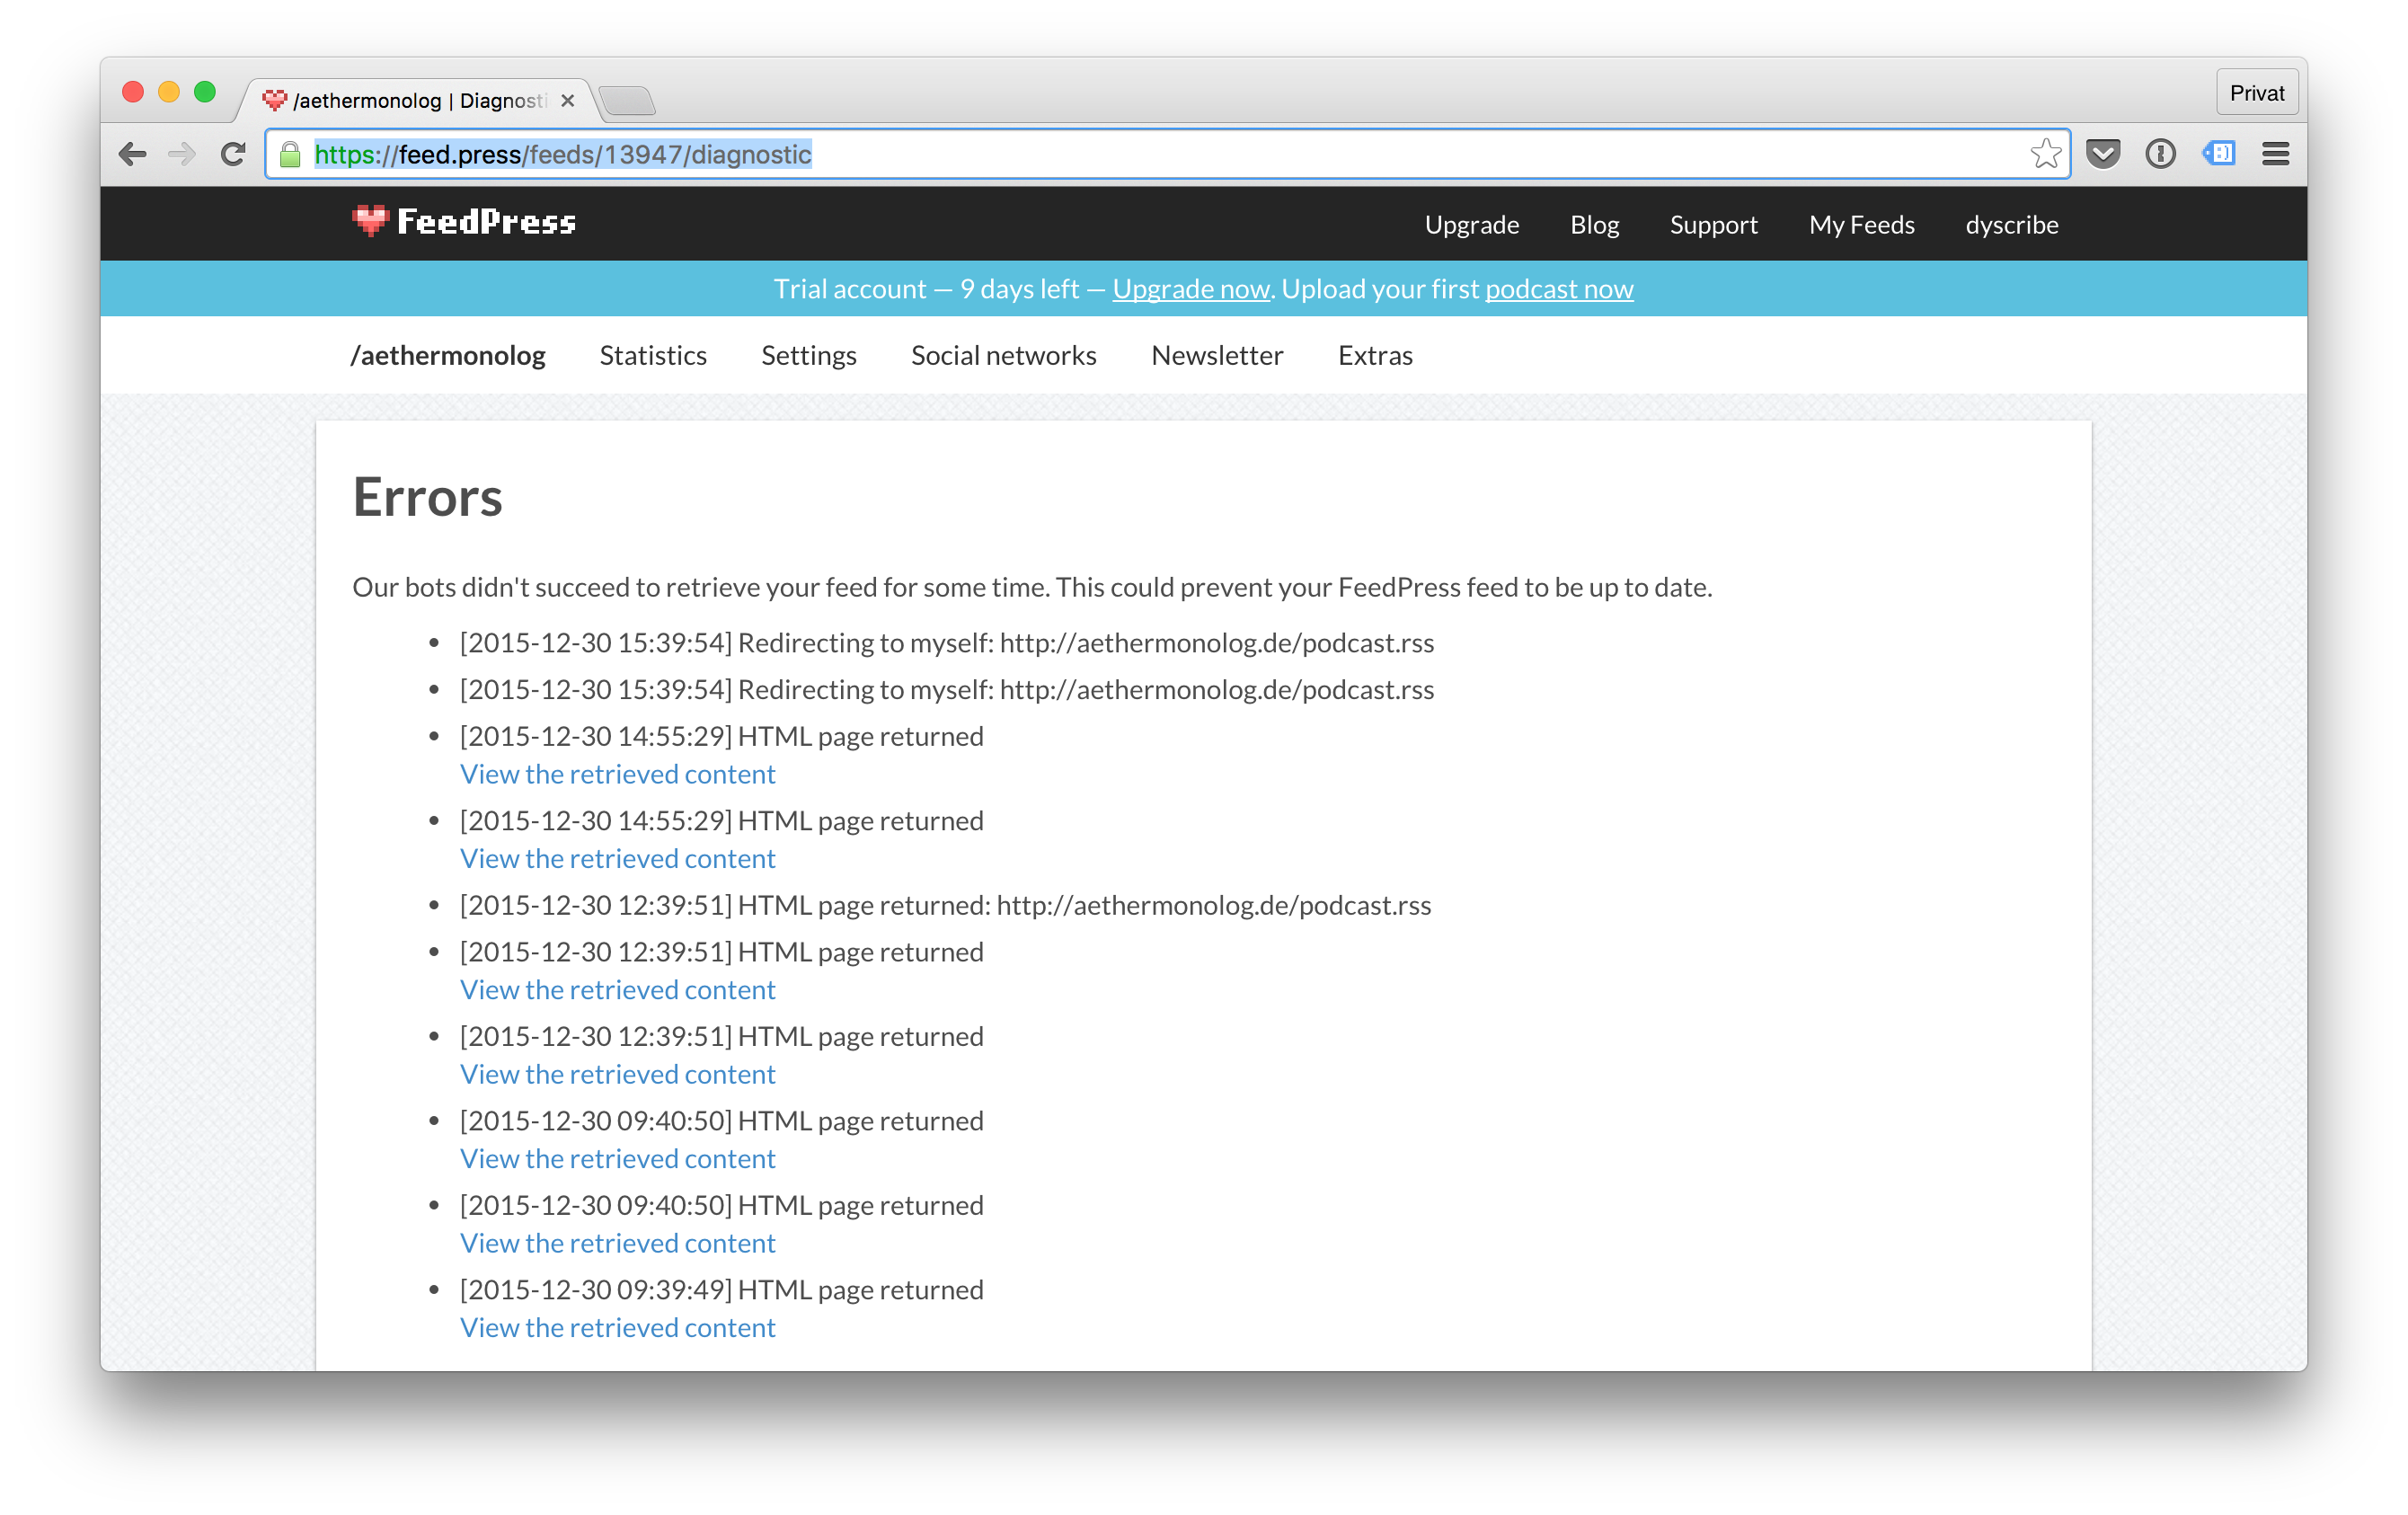 /aethermonolog | Diagnosti
Privat
https://feed.press/feeds/13947/diagnostic
FeedPress
Upgrade Blog Support My Feeds dyscribe
Trial account — 9 days left — Upgrade now. Upload your first podcast now
/aethermonolog Statistics Settings Social networks Newsletter Extras
Errors
Our bots didn't succeed to retrieve your feed for some time. This could prevent your FeedPress feed to be up to date.
• [2015-12-30 15:39:54] Redirecting to myself: http://aethermonolog.de/podcast.rss
• [2015-12-30 15:39:54] Redirecting to myself: http://aethermonolog.de/podcast.rss
• [2015-12-30 14:55:29] HTML page returned
View the retrieved content
• [2015-12-30 14:55:29] HTML page returned
View the retrieved content
• [2015-12-30 12:39:51] HTML page returned: http://aethermonolog.de/podcast.rss
• [2015-12-30 12:39:51] HTML page returned
View the retrieved content
• [2015-12-30 12:39:51] HTML page returned
View the retrieved content
• [2015-12-30 09:40:50] HTML page returned
View the retrieved content
• [2015-12-30 09:40:50] HTML page returned
View the retrieved content
• [2015-12-30 09:39:49] HTML page returned
View the retrieved content